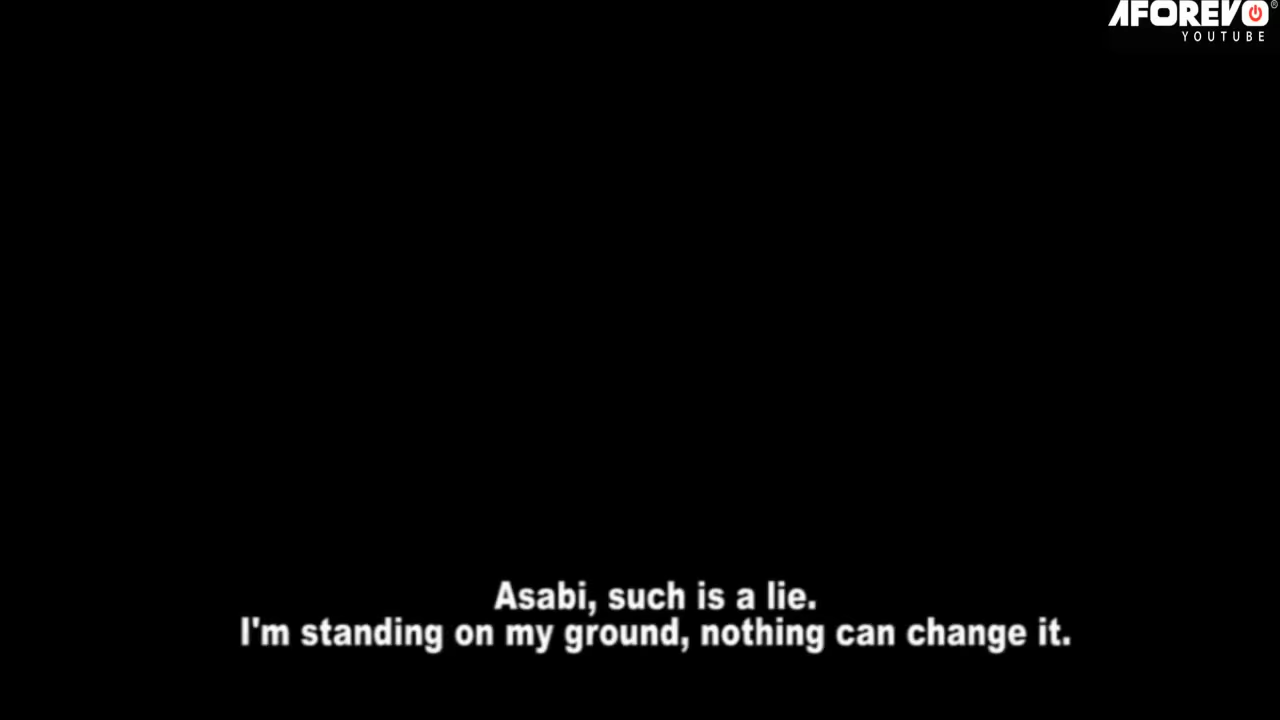 AFOREVO®
YOUTUBE
Asabi, such is a lie.
I'm standing on my ground, nothing can change it.